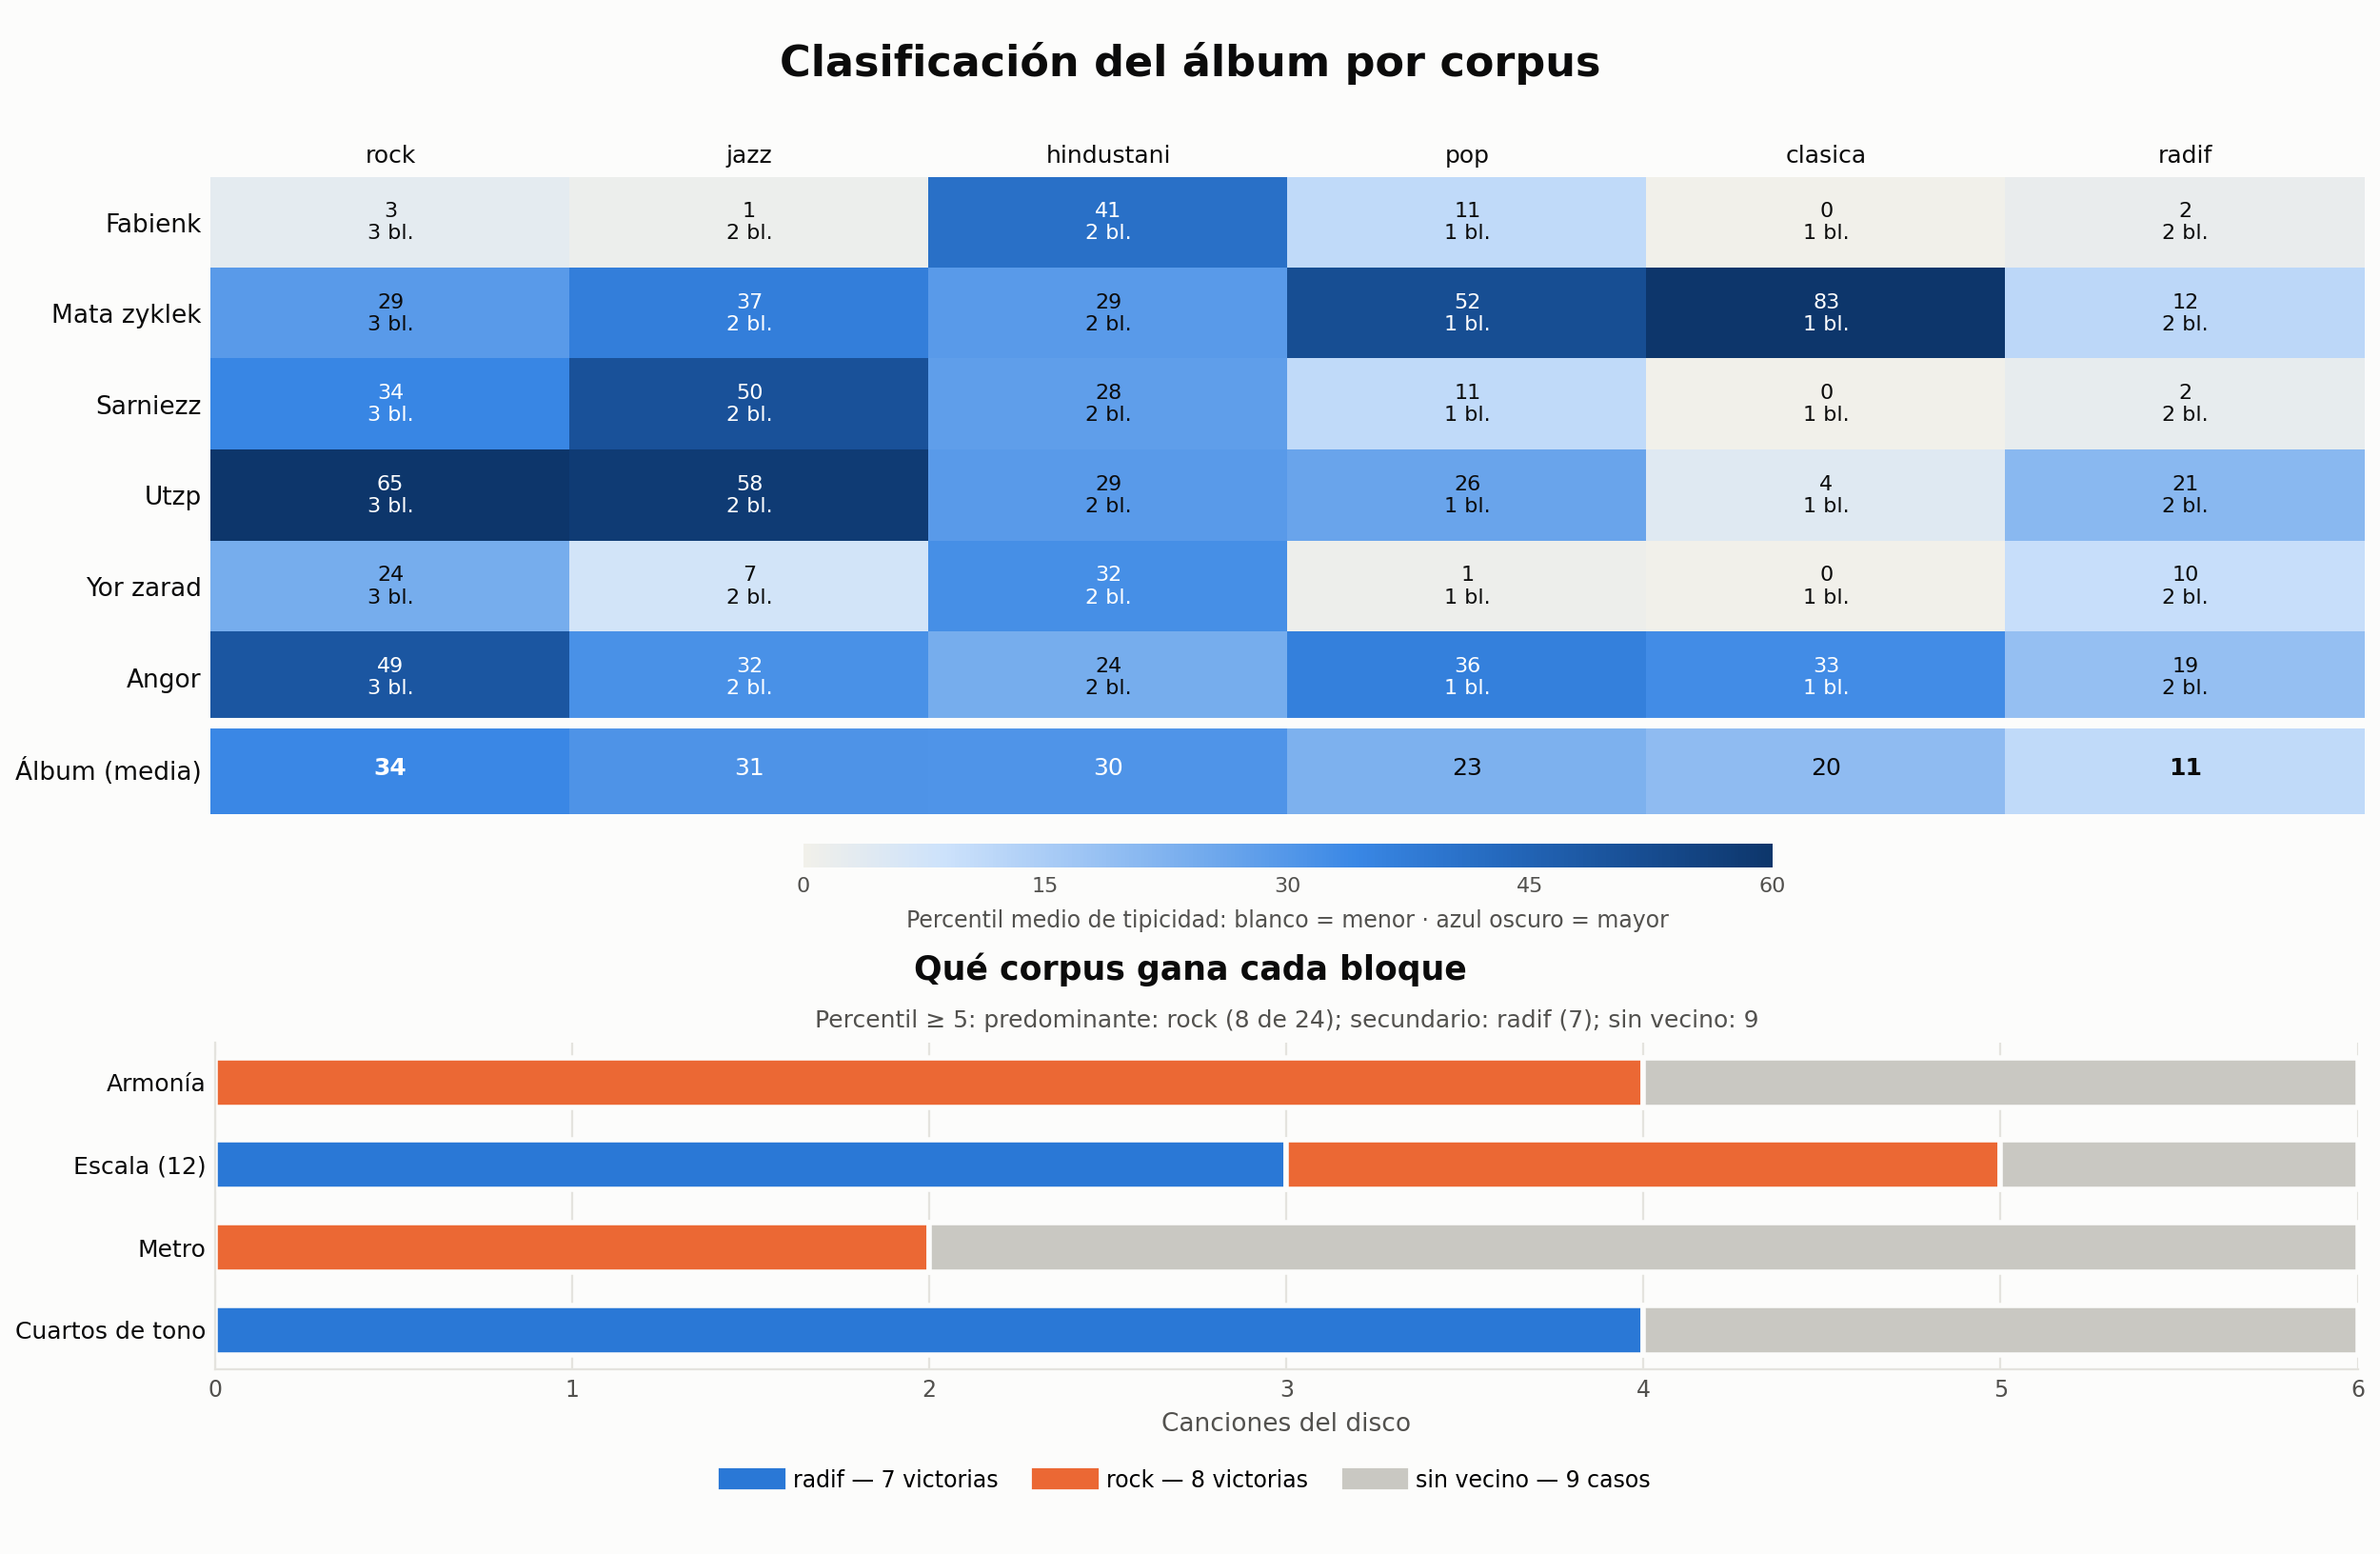 Clasificación del álbum por corpus
rock jazz hindustani pop clasica radif
Fabienk 3 1 41 11 0 2
3 bl. 2 bl. 2 bl. 1 bl. 1 bl. 2 bl.
Mata zyklek 29 37 29 52 83 12
3 bl. 2 bl. 2 bl. 1 bl. 1 bl. 2 bl.
Sarniezz 34 50 28 11 0 2
3 bl. 2 bl. 2 bl. 1 bl. 1 bl. 2 bl.
Utzp 65 58 29 26 4 21
3 bl. 2 bl. 2 bl. 1 bl. 1 bl. 2 bl.
Yor zarad 24 7 32 1 0 10
3 bl. 2 bl. 2 bl. 1 bl. 1 bl. 2 bl.
Angor 49 32 24 36 33 19
3 bl. 2 bl. 2 bl. 1 bl. 1 bl. 2 bl.
Álbum (media) 34 31 30 23 20 11
0 15 30 45 60
Percentil medio de tipicidad: blanco = menor · azul oscuro = mayor
Qué corpus gana cada bloque
Percentil ≥ 5: predominante: rock (8 de 24); secundario: radif (7); sin vecino: 9
Armonía
Escala (12)
Metro
Cuartos de tono
0 1 2 3 4 5 6
Canciones del disco
radif — 7 victorias rock — 8 victorias sin vecino — 9 casos